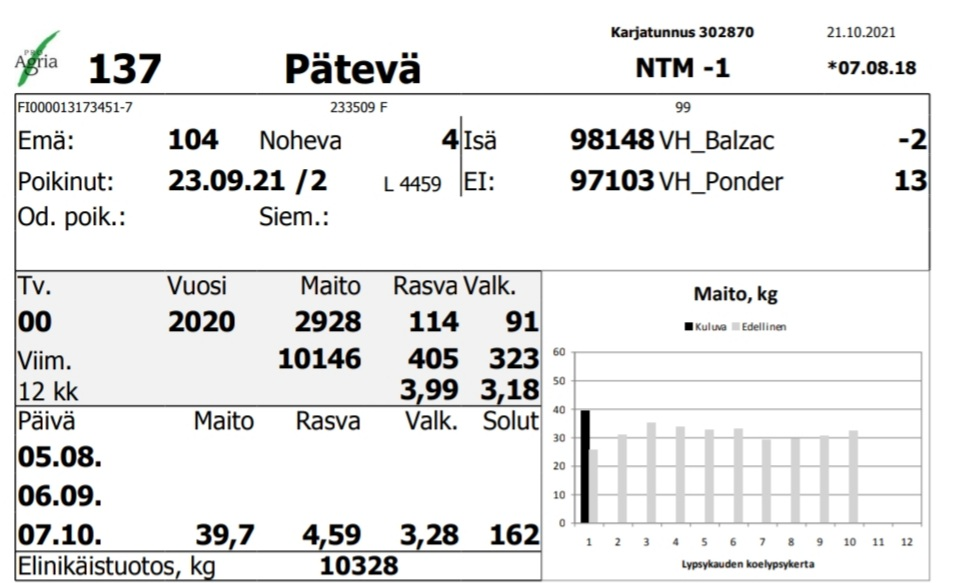 Karjatunnus 302870 21.10.2021
PRO
Agria 137 Pätevä NTM -1 *07.08.18
FI000013173451-7 233509 F 99
Emä: 104 Noheva 4 Isä 98148 VH_Balzac -2
Poikinut: 23.09.21 /2 L 4459 EI: 97103 VH_Ponder 13
Od. poik.: Siem.:
Tv. Vuosi Maito Rasva Valk.
00 2020 2928 114 91
Viim. 10146 405 323
12 kk 3,99 3,18
Päivä Maito Rasva Valk. Solut
05.08.
06.09.
07.10. 39,7 4,59 3,28 162
Elinikäistuotos, kg 10328
Maito, kg
Kuluva Edellinen
60
50
40
30
20
10
0
1 2 3 4 5 6 7 8 9 10 11 12
Lypsykauden koelypsykerta